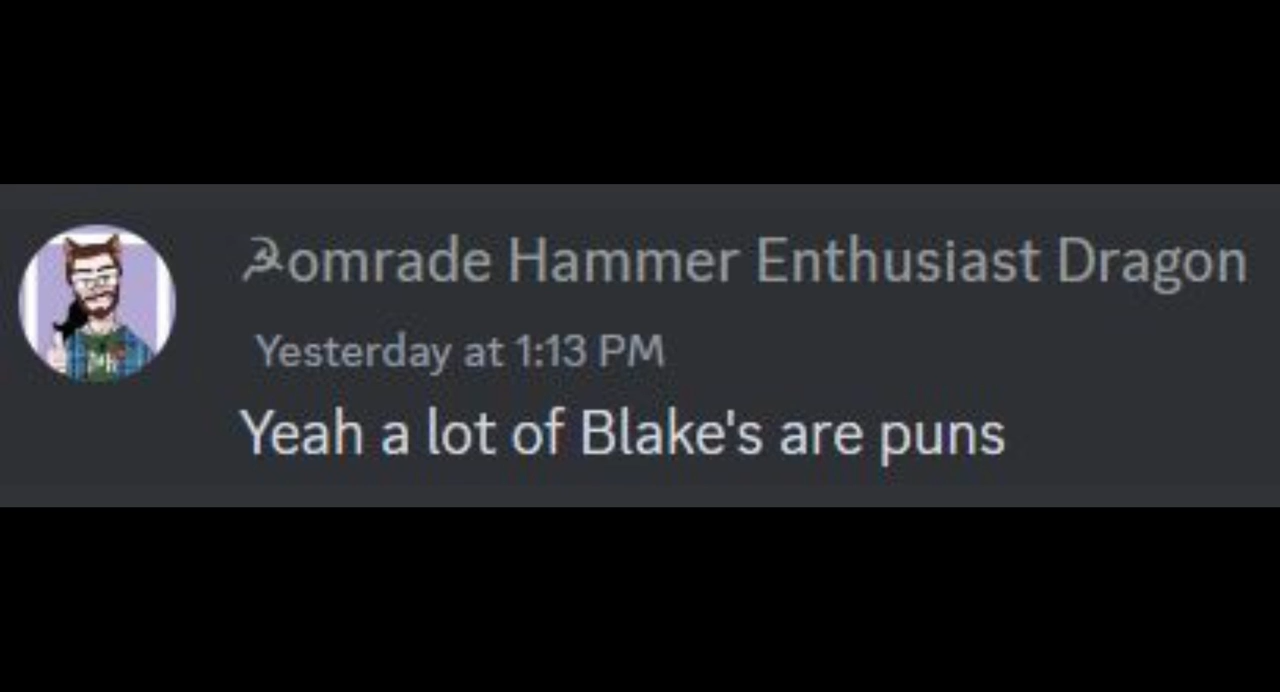 ☭omrade Hammer Enthusiast Dragon
Yesterday at 1:13 PM
Yeah a lot of Blake's are puns